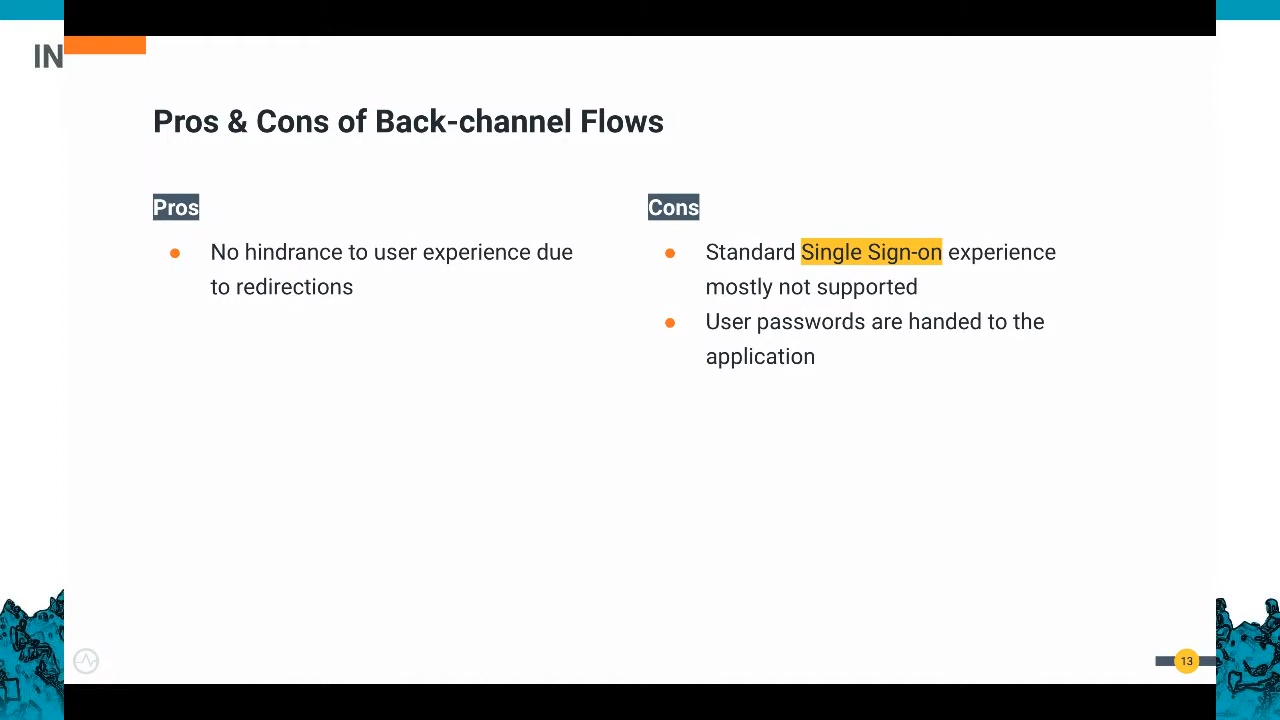 IN
Pros & Cons of Back-channel Flows
Pros
● No hindrance to user experience due
to redirections
Cons
● Standard Single Sign-on experience
mostly not supported
● User passwords are handed to the
application
13